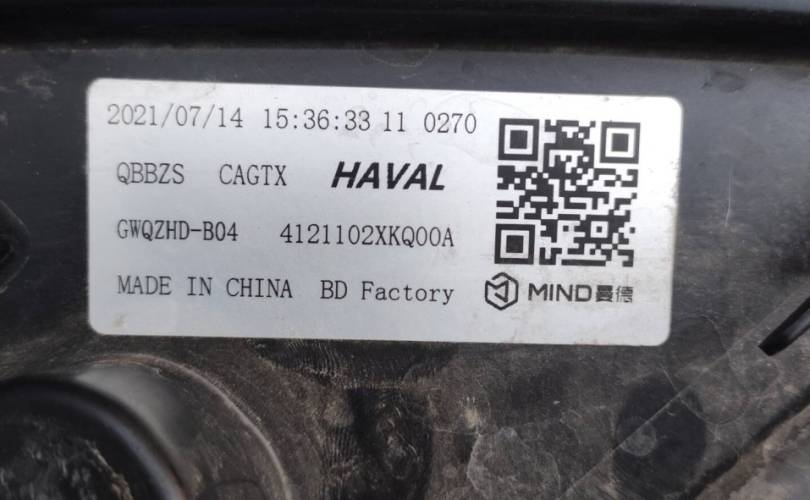 2021/07/14 15:36:33 11 0270
QBBZS CAGTX HAVAL
GWQZHD-B04 4121102XKQ00A
MADE IN CHINA BD Factory MIND曼德